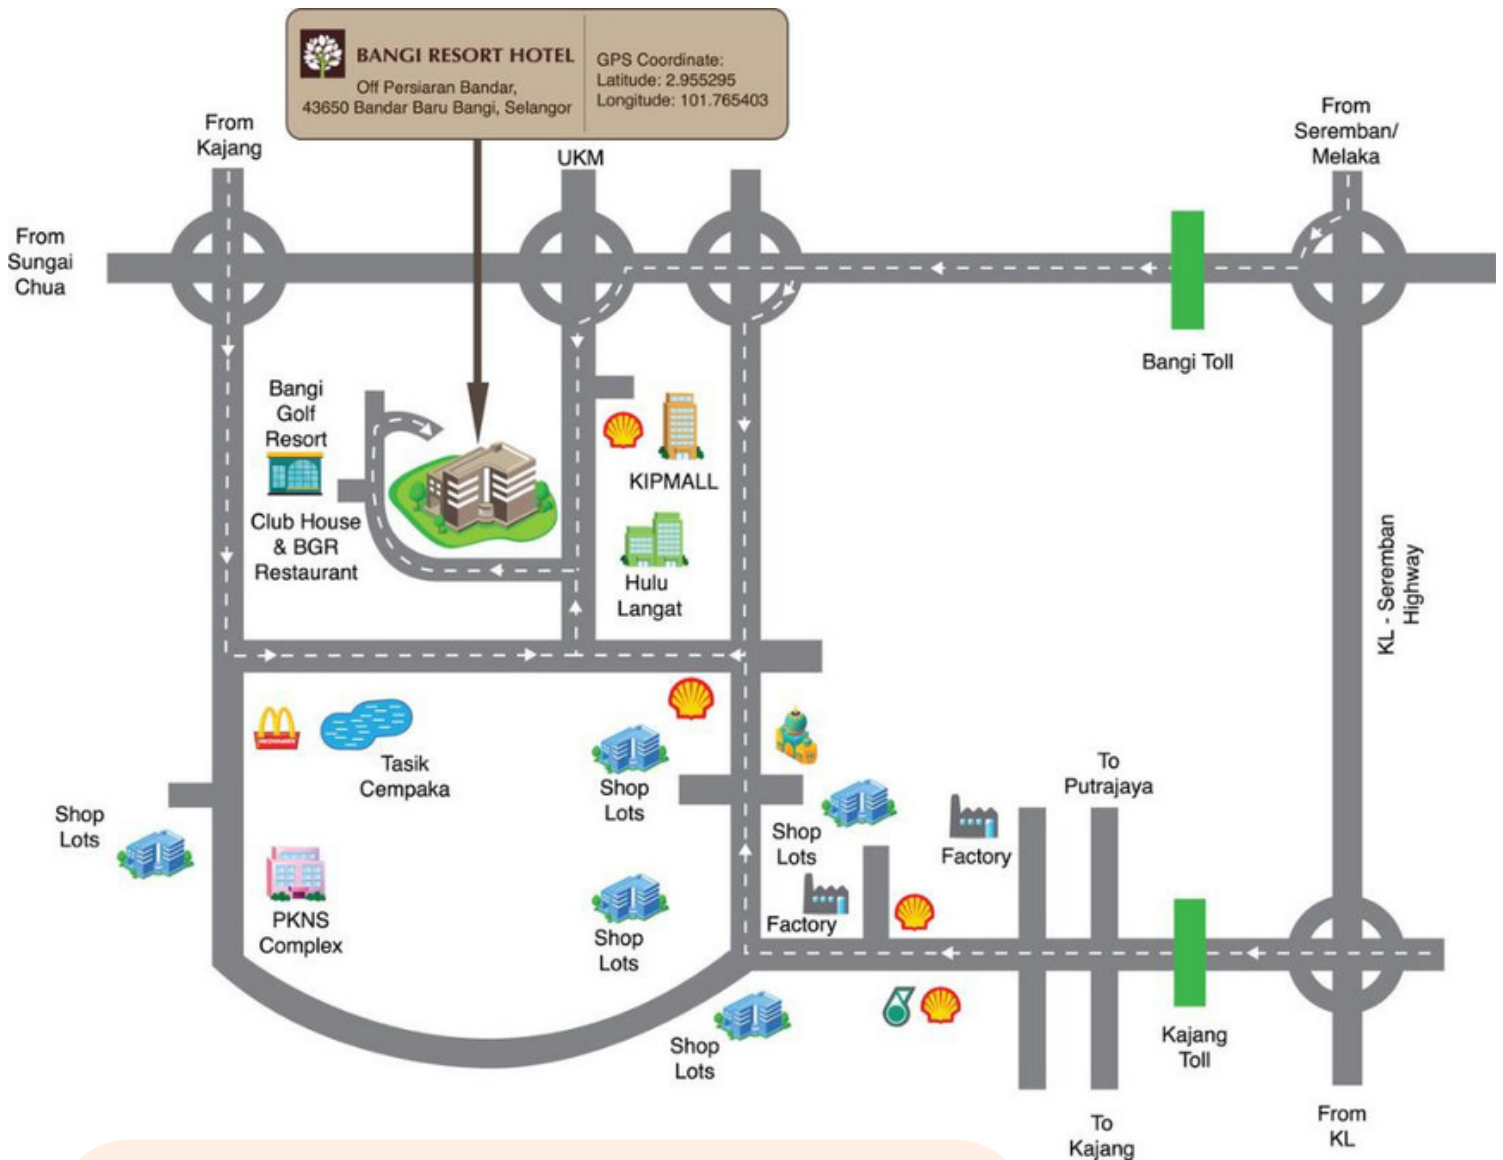 BANGI RESORT HOTEL
Off Persiaran Bandar,
43650 Bandar Baru Bangi, Selangor
GPS Coordinate:
Latitude: 2.955295
Longitude: 101.765403
From
Kajang
UKM
From
Seremban/
Melaka
From
Sungai
Chua
Bangi Toll
Bangi
Golf
Resort
Club House
& BGR
Restaurant
KIPMALL
Hulu
Langat
KL - Seremban
Highway
Tasik
Cempaka
Shop
Lots
Shop
Lots
Shop
Lots
To
Putrajaya
Factory
Factory
PKNS
Complex
Shop
Lots
Shop
Lots
Kajang
Toll
To
Kajang
From
KL